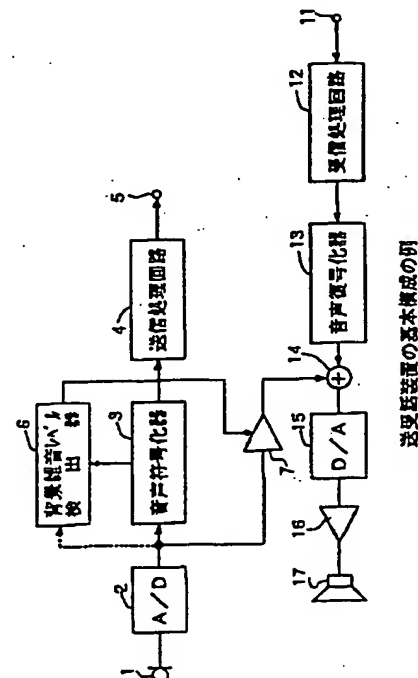 1
2
A/D
6
背景雑音レベル
検出器
3
音声符号化器
4
送信処理回路
5
7
11
12
受信処理回路
13
音声復号化器
14
+
15
D/A
16
17
送受話装置の基本構成の例